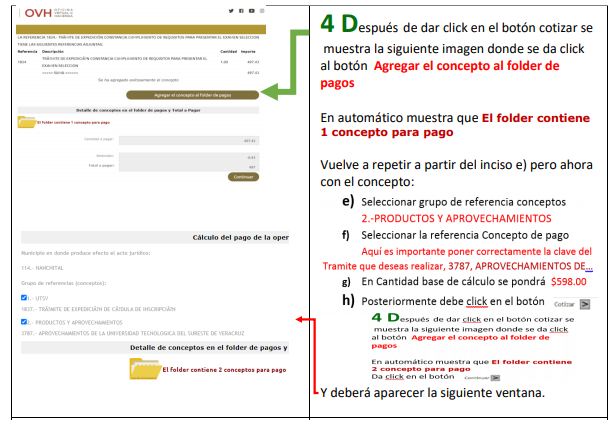 OVH OFICINA VIRTUAL DE HACIENDA
LA REFERENCIA 1834.- TRÁMITE DE EXPEDICIÓN CONSTANCIA CUMPLIMIENTO DE REQUISITOS PARA PRESENTAR EL EXAMEN SELECCION
TIENE LAS SIGUIENTES REFERENCIAS ADJUNTAS
Referencia Descripción Cantidad Importe
1834 TRÁMITE DE EXPEDICIÓN CONSTANCIA CUMPLIMIENTO DE REQUISITOS PARA PRESENTAR EL 1.00 497.43
EXAMEN SELECCION
===== SUMA ===== 497.43
Se ha agregado exitosamente el concepto
Agregar el concepto al folder de pagos
Detalle de conceptos en el folder de pagos y Total a Pagar
El folder contiene 1 concepto para pago
Cantidad a pagar: 497.43
Redondeo: 0.43
Total a pagar: 497
Continuar
Cálculo del pago de la oper
Municipio en donde produce efecto el acto jurídico:
114.- NANCHITAL
Grupo de referencias (conceptos):
1.- UTSV
1837.- TRÁMITE DE EXPEDICIÓN DE CÉDULA DE INSCRIPCIÓN
2.- PRODUCTOS Y APROVECHAMIENTOS
3787.- APROVECHAMIENTOS DE LA UNIVERSIDAD TECNOLOGICA DEL SURESTE DE VERACRUZ
Detalle de conceptos en el folder de pagos y
El folder contiene 2 conceptos para pago
4 Después de dar click en el botón cotizar se
muestra la siguiente imagen donde se da click
al botón Agregar el concepto al folder de
pagos
En automático muestra que El folder contiene
1 concepto para pago
Vuelve a repetir a partir del inciso e) pero ahora
con el concepto:
e) Seleccionar grupo de referencia conceptos
2.-PRODUCTOS Y APROVECHAMIENTOS
f) Seleccionar la referencia Concepto de pago
Aquí es importante poner correctamente la clave del
Tramite que deseas realizar, 3787, APROVECHAMIENTOS DE...
g) En Cantidad base de cálculo se pondrá $598.00
h) Posteriormente debe click en el botón Cotizar >
4 Después de dar click en el botón cotizar se
muestra la siguiente imagen donde se da click
al botón Agregar el concepto al folder de
pagos
En automático muestra que El folder contiene
2 concepto para pago
Da click en el botón Continuar >
Y deberá aparecer la siguiente ventana.